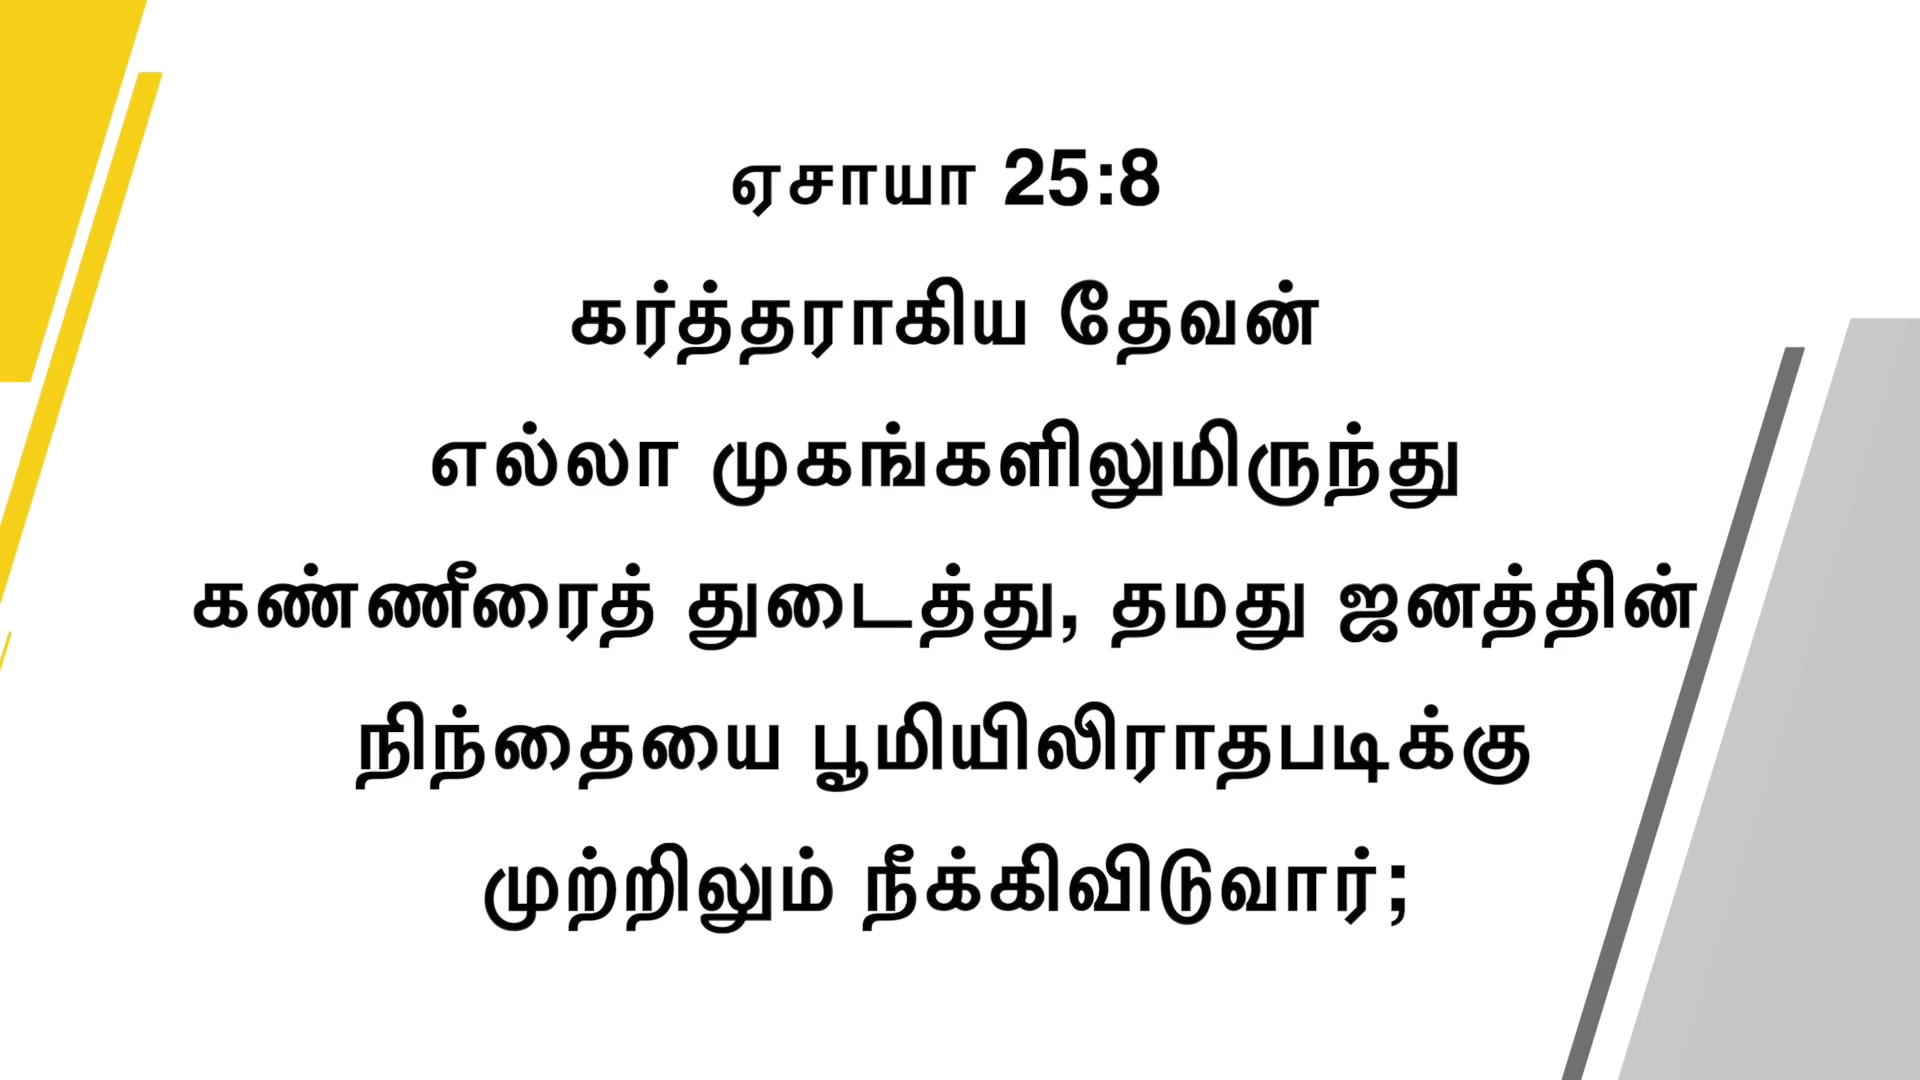 ஏசாயா 25:8
கர்த்தராகிய தேவன்
எல்லா முகங்களிலுமிருந்து
கண்ணீரைத் துடைத்து, தமது ஜனத்தின்
நிந்தையை பூமியிலிராதபடிக்கு
முற்றிலும் நீக்கிவிடுவார்;